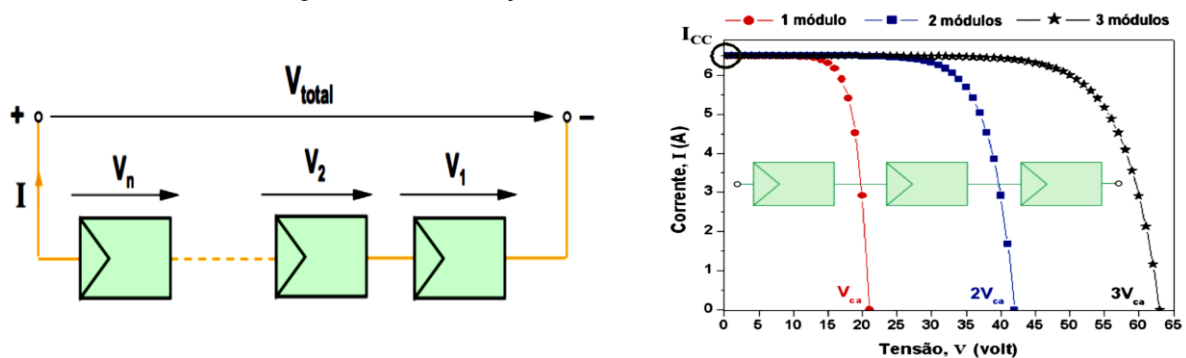 V_total
+
–
V_n
V_2
V_1
I
1 módulo
2 módulos
3 módulos
I_CC
6
5
4
3
2
1
0
Corrente, I (A)
V_ca
2V_ca
3V_ca
0 5 10 15 20 25 30 35 40 45 50 55 60 65
Tensão, V (volt)